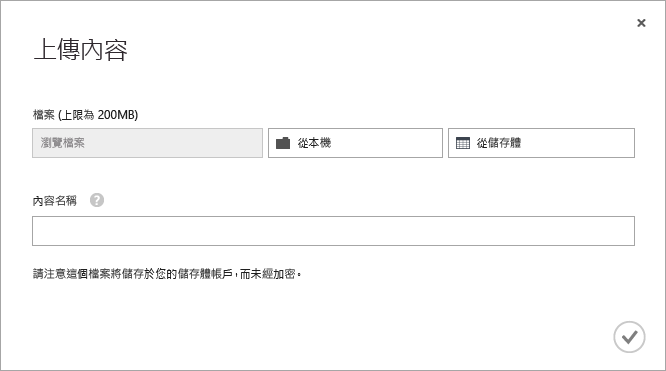 上傳內容
檔案 (上限為 200MB)
瀏覽檔案
從本機
從儲存體
內容名稱 ?
請注意這個檔案將儲存於您的儲存體帳戶，而未經加密。